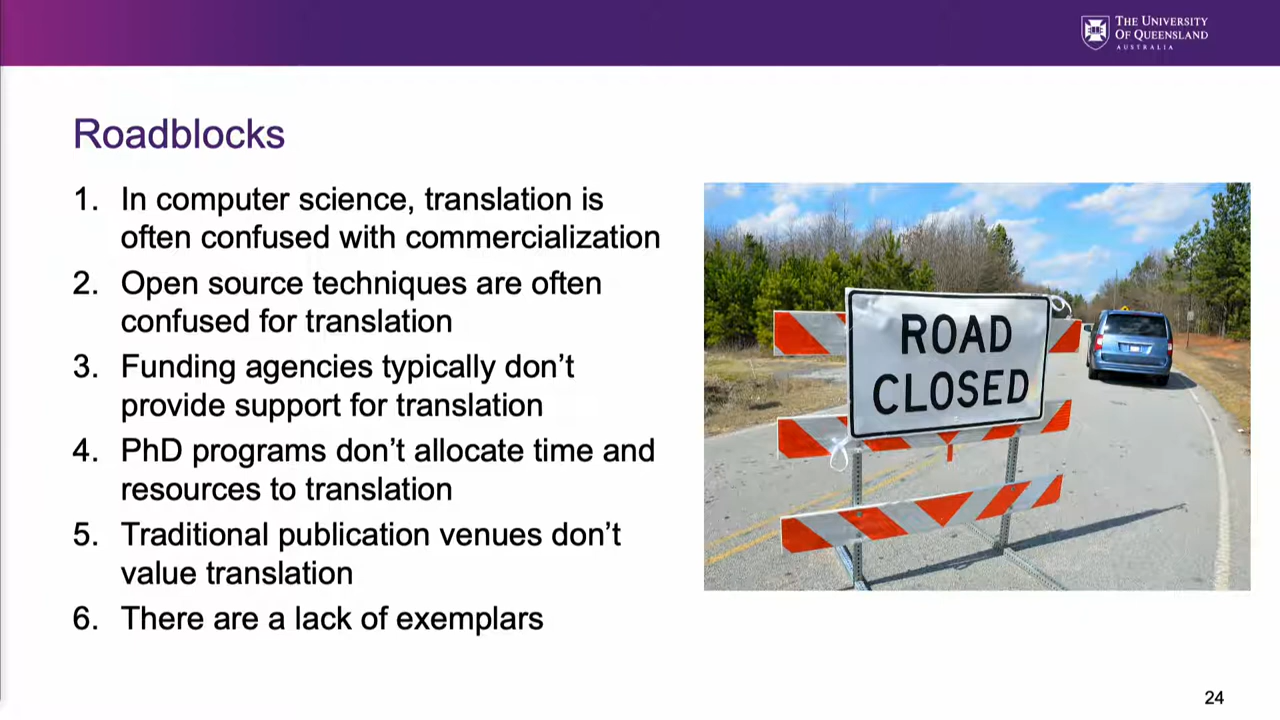 THE UNIVERSITY
OF QUEENSLAND
AUSTRALIA
Roadblocks
1. In computer science, translation is
often confused with commercialization
2. Open source techniques are often
confused for translation
3. Funding agencies typically don’t
provide support for translation
4. PhD programs don’t allocate time and
resources to translation
5. Traditional publication venues don’t
value translation
6. There are a lack of exemplars
ROAD
CLOSED
24